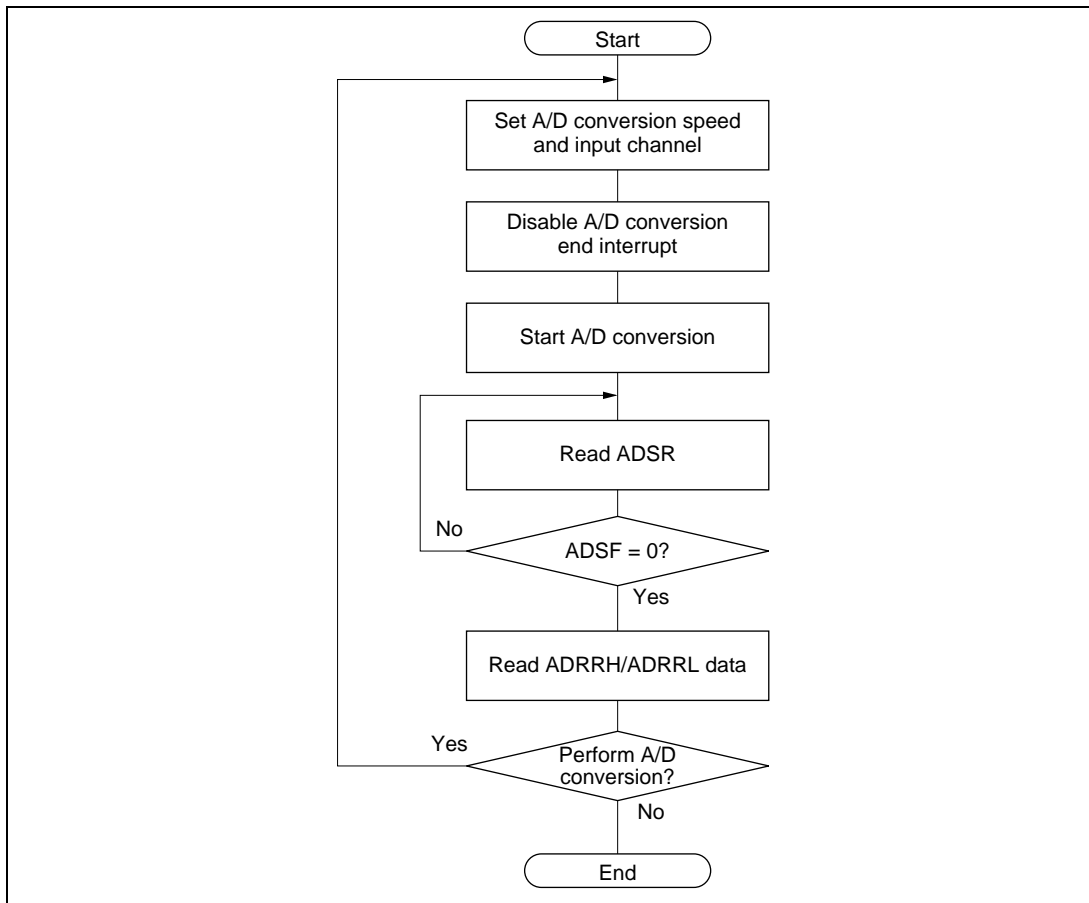 Start
Set A/D conversion speed
and input channel
Disable A/D conversion
end interrupt
Start A/D conversion
Read ADSR
No
ADSF = 0?
Yes
Read ADRRH/ADRRL data
Yes
Perform A/D
conversion?
No
End